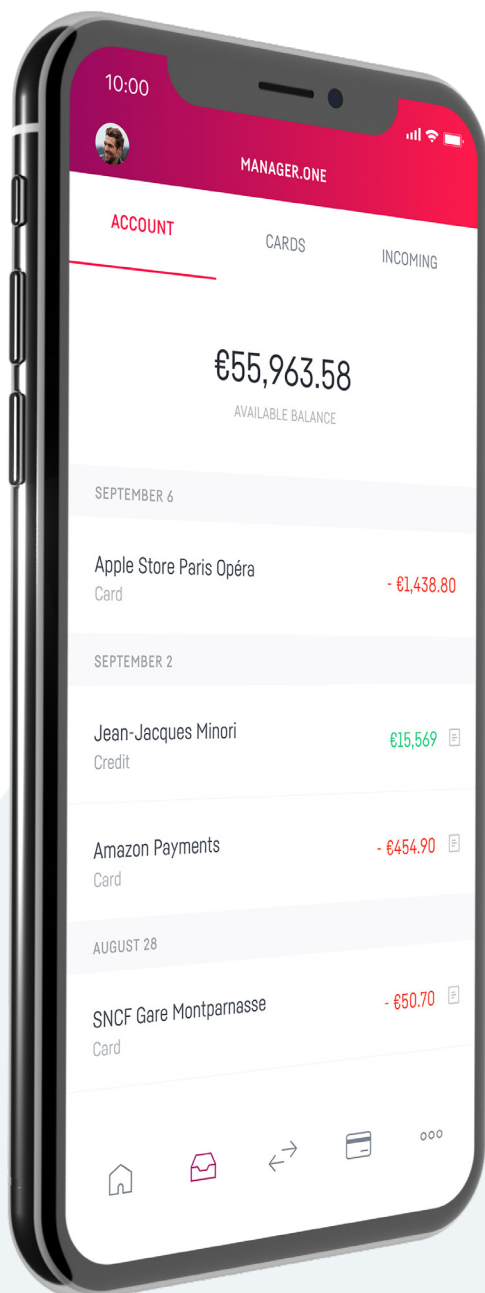 10:00
MANAGER.ONE
ACCOUNT CARDS INCOMING
€55,963.58
AVAILABLE BALANCE
SEPTEMBER 6
Apple Store Paris Opéra - €1,438.80
Card
SEPTEMBER 2
Jean-Jacques Minori €15,569
Credit
Amazon Payments - €454.90
Card
AUGUST 28
SNCF Gare Montparnasse - €50.70
Card